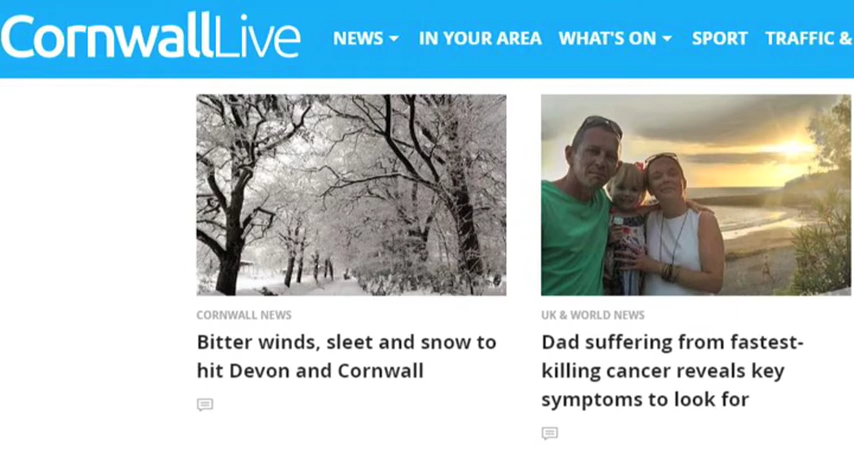 CornwallLive
NEWS
IN YOUR AREA
WHAT'S ON
SPORT
TRAFFIC &
CORNWALL NEWS
Bitter winds, sleet and snow to
hit Devon and Cornwall
UK & WORLD NEWS
Dad suffering from fastest-
killing cancer reveals key
symptoms to look for